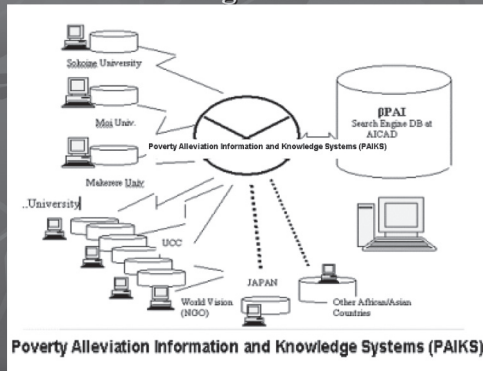 Sokoine University
Moi Univ.
Makerere Univ
..University
UCC
World Vision
(NGO)
JAPAN
Other African/Asian
Countries
Poverty Alleviation Information and Knowledge Systems (PAIKS)
βPAI
Search Engine DB at
AICAD
Poverty Alleviation Information and Knowledge Systems (PAIKS)